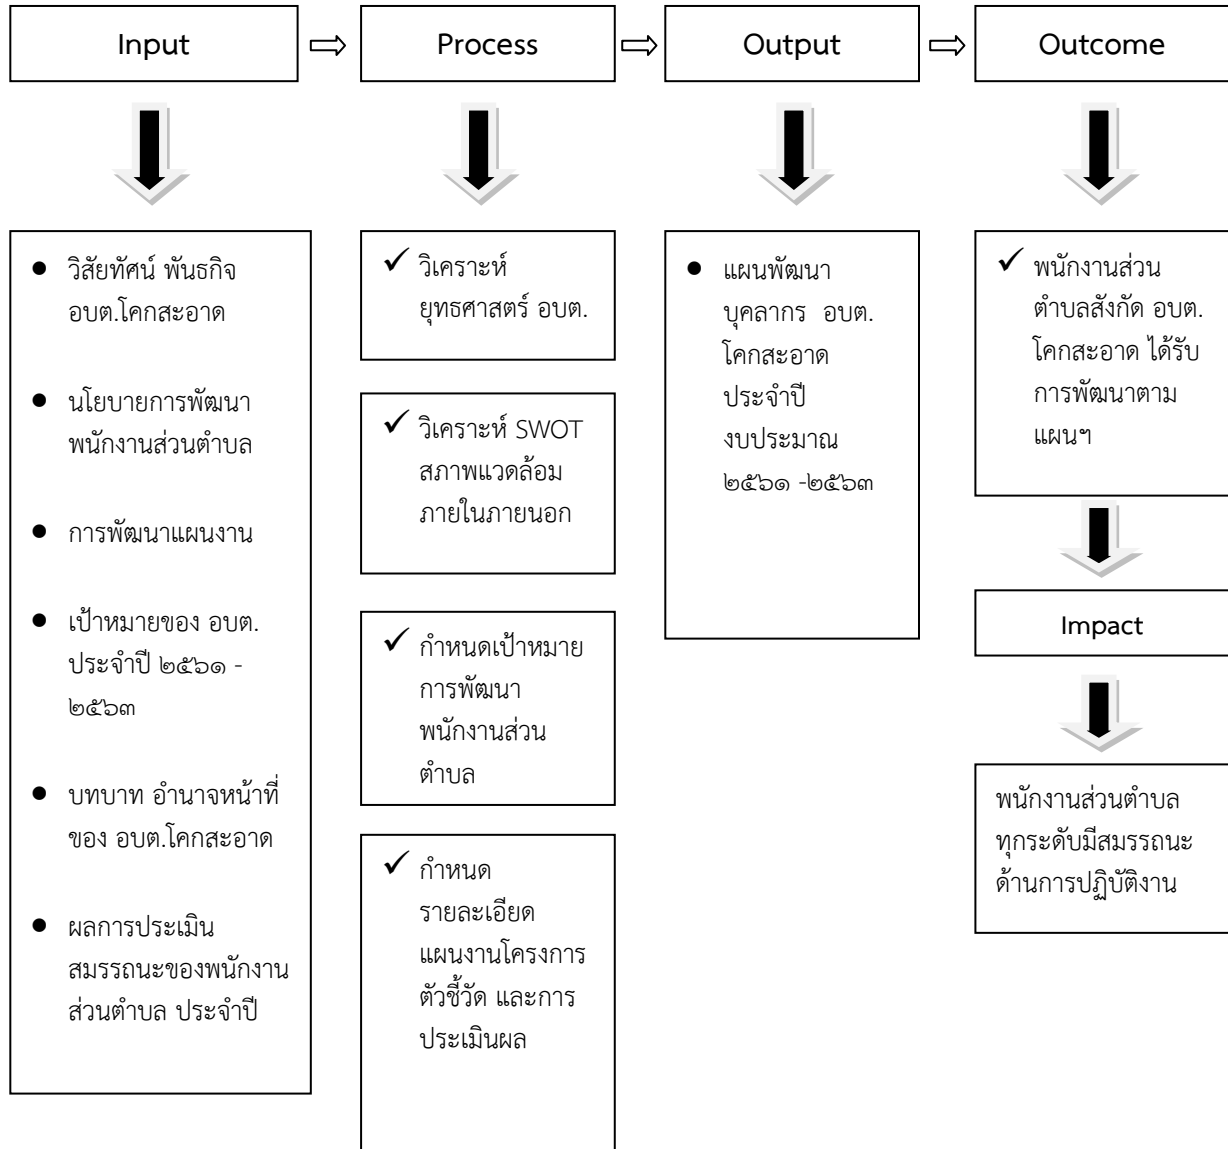 Input
Process
Output
Outcome
วิสัยทัศน์ พันธกิจ
อบต.โคกสะอาด
นโยบายการพัฒนา
พนักงานส่วนตำบล
การพัฒนาแผนงาน
เป้าหมายของ อบต.
ประจำปี ๒๕๖๑ -
๒๕๖๓
บทบาท อำนาจหน้าที่
ของ อบต.โคกสะอาด
ผลการประเมิน
สมรรถนะของพนักงาน
ส่วนตำบล ประจำปี
วิเคราะห์
ยุทธศาสตร์ อบต.
วิเคราะห์ SWOT
สภาพแวดล้อม
ภายในภายนอก
กำหนดเป้าหมาย
การพัฒนา
พนักงานส่วน
ตำบล
กำหนด
รายละเอียด
แผนงานโครงการ
ตัวชี้วัด และการ
ประเมินผล
แผนพัฒนา
บุคลากร อบต.
โคกสะอาด
ประจำปี
งบประมาณ
๒๕๖๑ -๒๕๖๓
พนักงานส่วน
ตำบลสังกัด อบต.
โคกสะอาด ได้รับ
การพัฒนาตาม
แผนฯ
Impact
พนักงานส่วนตำบล
ทุกระดับมีสมรรถนะ
ด้านการปฏิบัติงาน